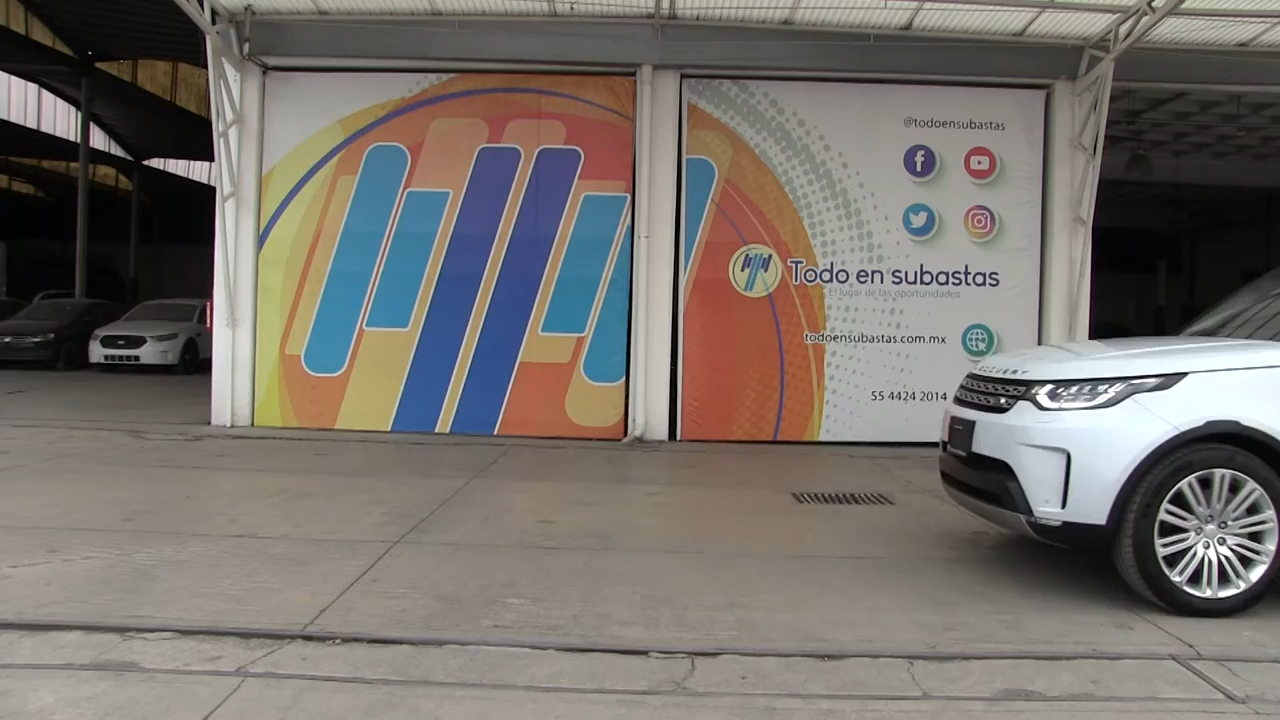 @todoensubastas
Todo en subastas
El lugar de las oportunidades
todoensubastas.com.mx
55 4424 2014